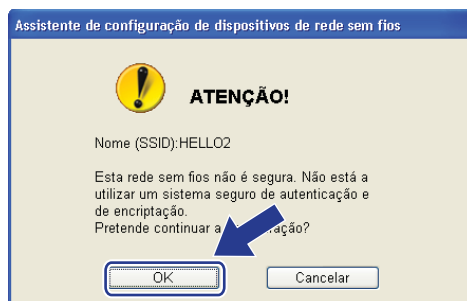 Assistente de configuração de dispositivos de rede sem fios
ATENÇÃO!
Nome (SSID):HELLO2
Esta rede sem fios não é segura. Não está a
utilizar um sistema seguro de autenticação e
de encriptação.
Pretende continuar a ação?
OK
Cancelar